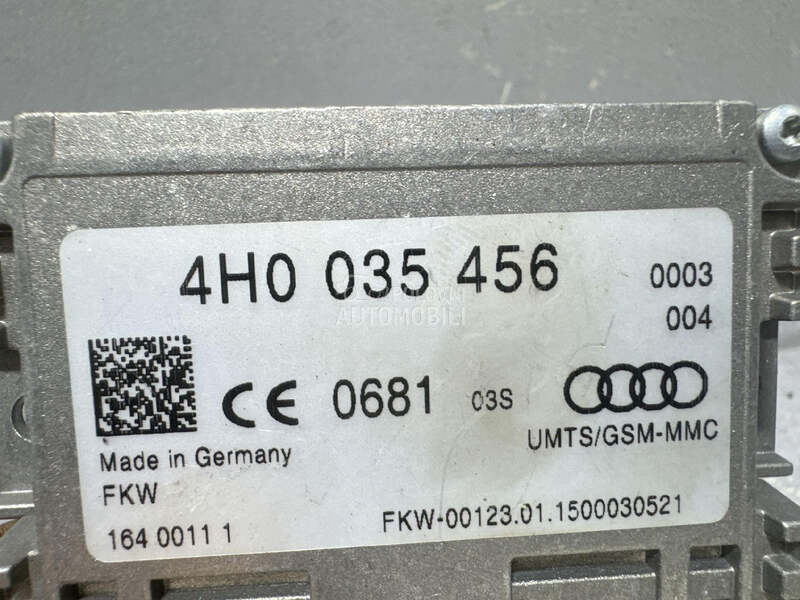 4H0 035 456
0003
004
AUTOMOBILI
CE 0681 03S
UMTS/GSM-MMC
Made in Germany
FKW
164 0011 1
FKW-00123.01.1500030521